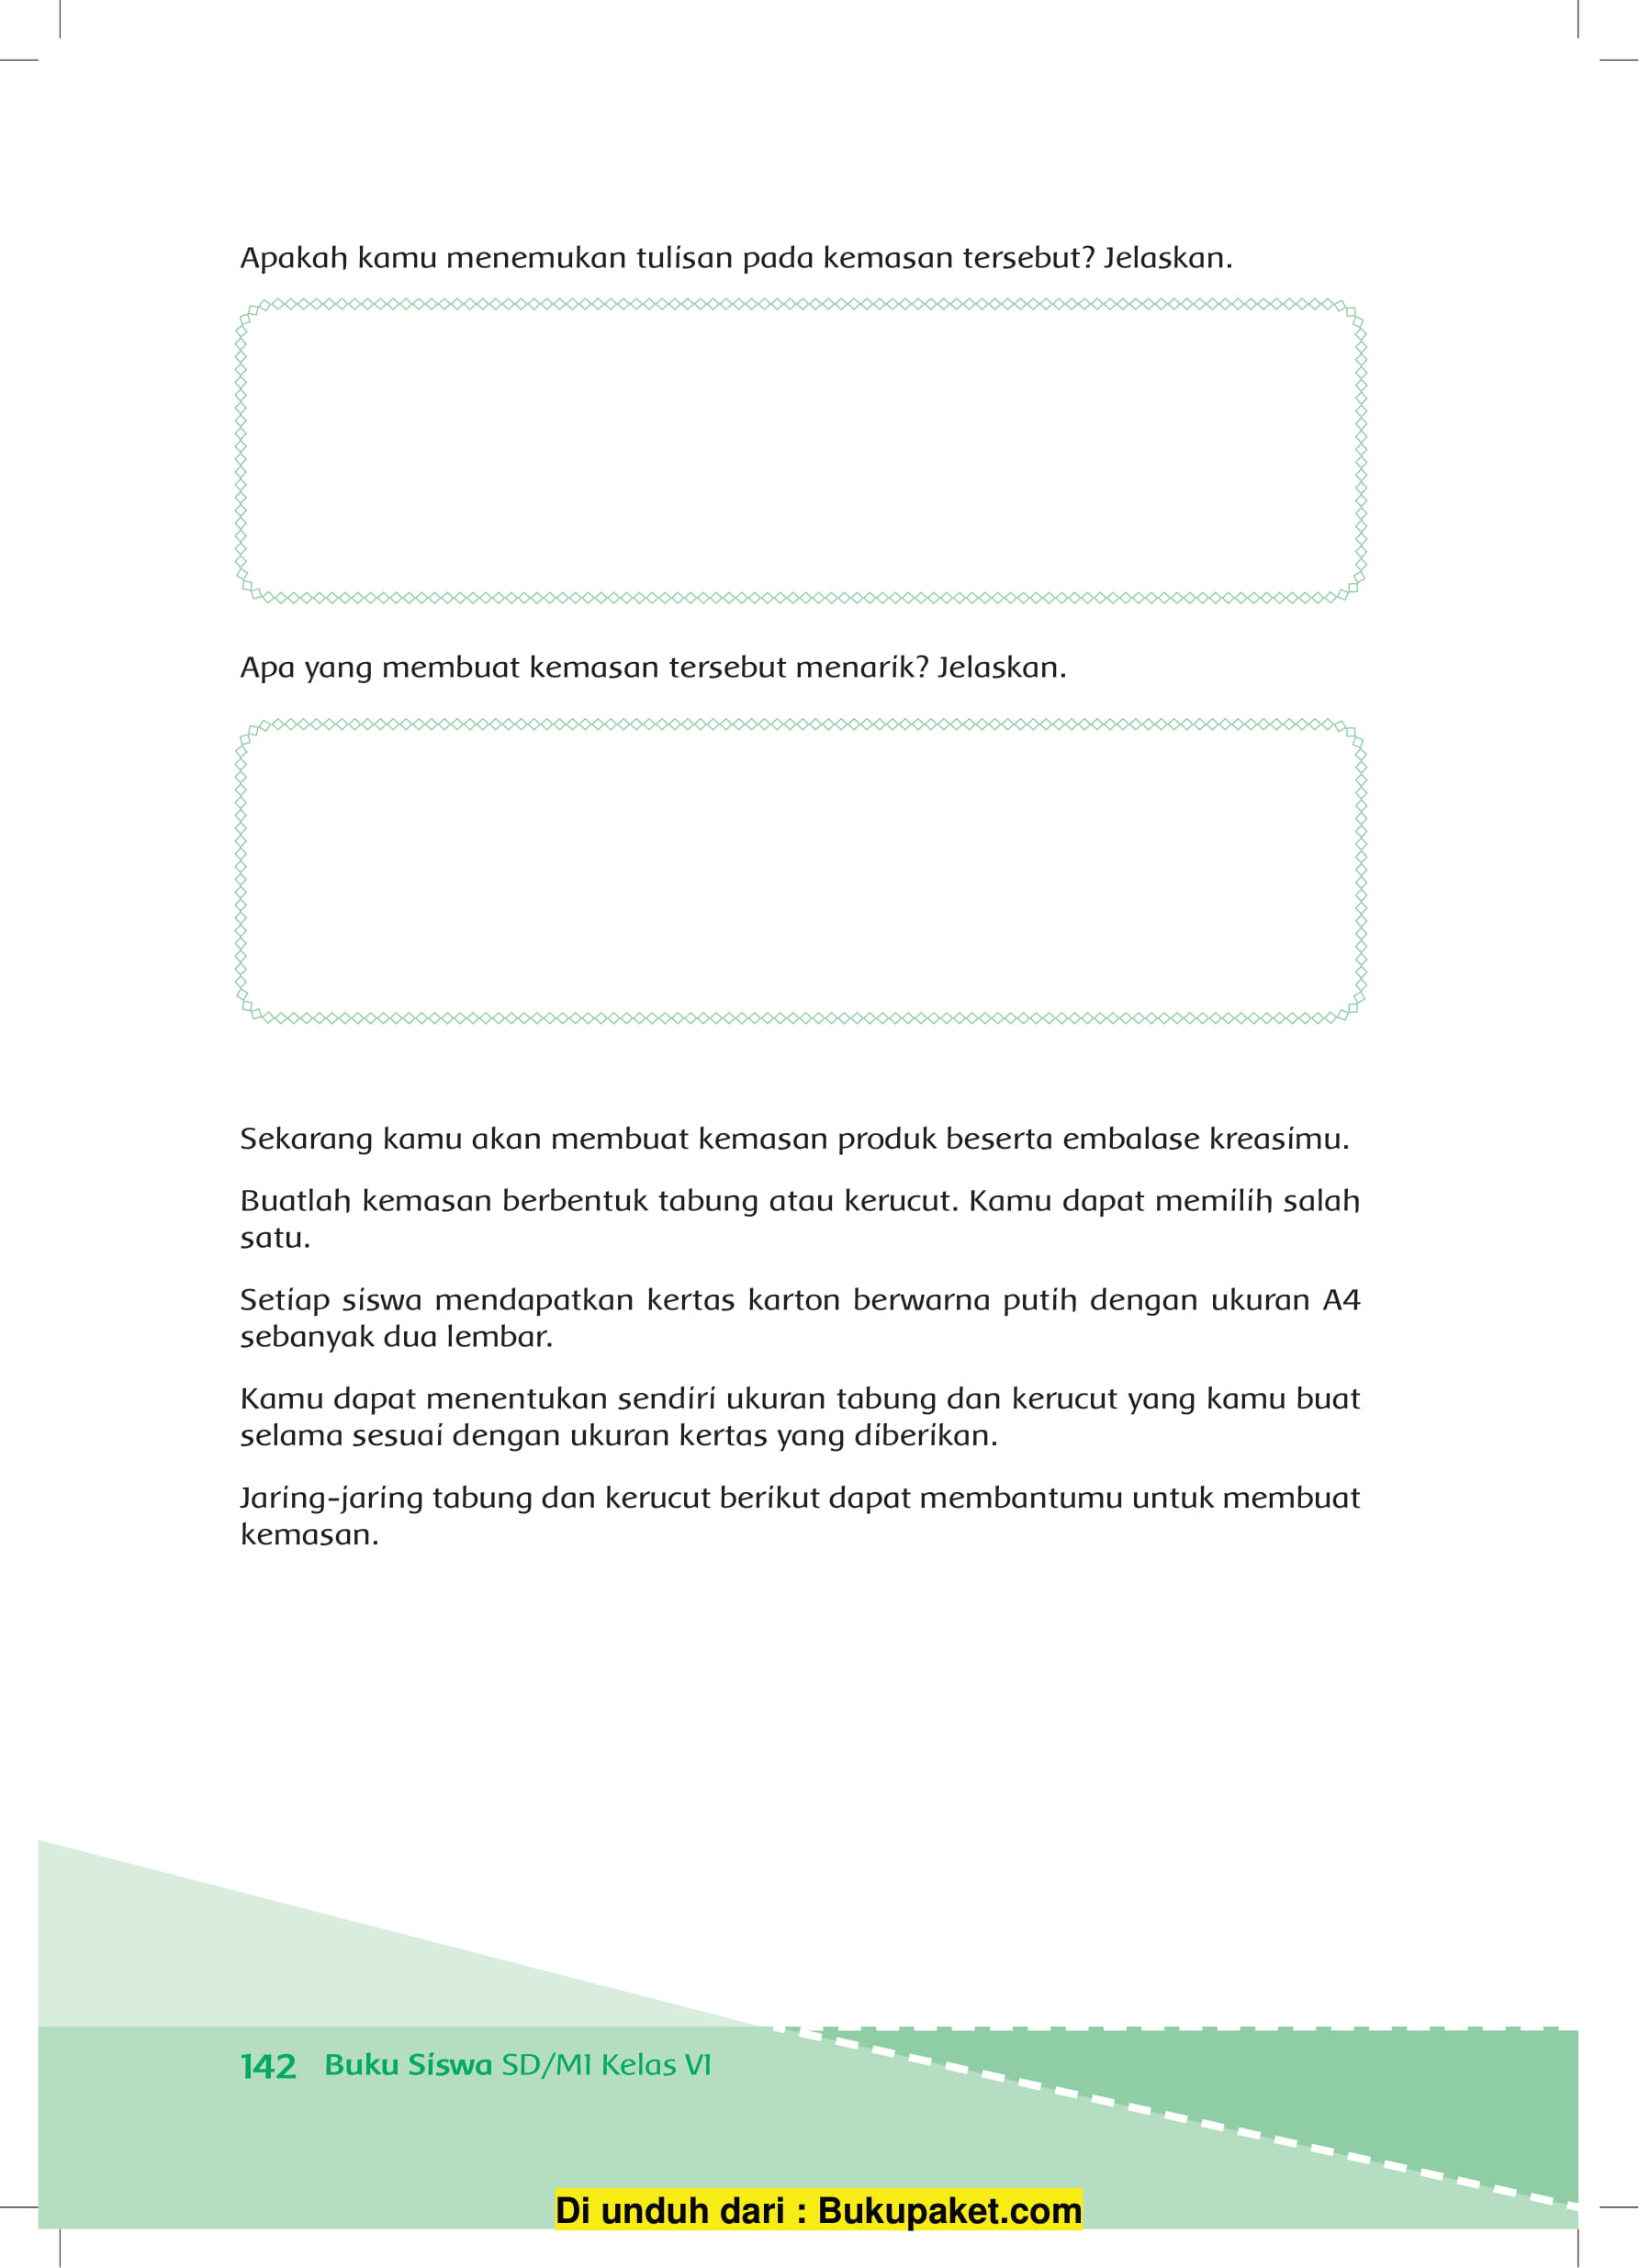 Apakah kamu menemukan tulisan pada kemasan tersebut? Jelaskan.
Apa yang membuat kemasan tersebut menarik? Jelaskan.
Sekarang kamu akan membuat kemasan produk beserta embalase kreasimu.
Buatlah kemasan berbentuk tabung atau kerucut. Kamu dapat memilih salah
satu.
Setiap siswa mendapatkan kertas karton berwarna putih dengan ukuran A4
sebanyak dua lembar.
Kamu dapat menentukan sendiri ukuran tabung dan kerucut yang kamu buat
selama sesuai dengan ukuran kertas yang diberikan.
Jaring-jaring tabung dan kerucut berikut dapat membantumu untuk membuat
kemasan.
142 Buku Siswa SD/MI Kelas VI
Di unduh dari : Bukupaket.com